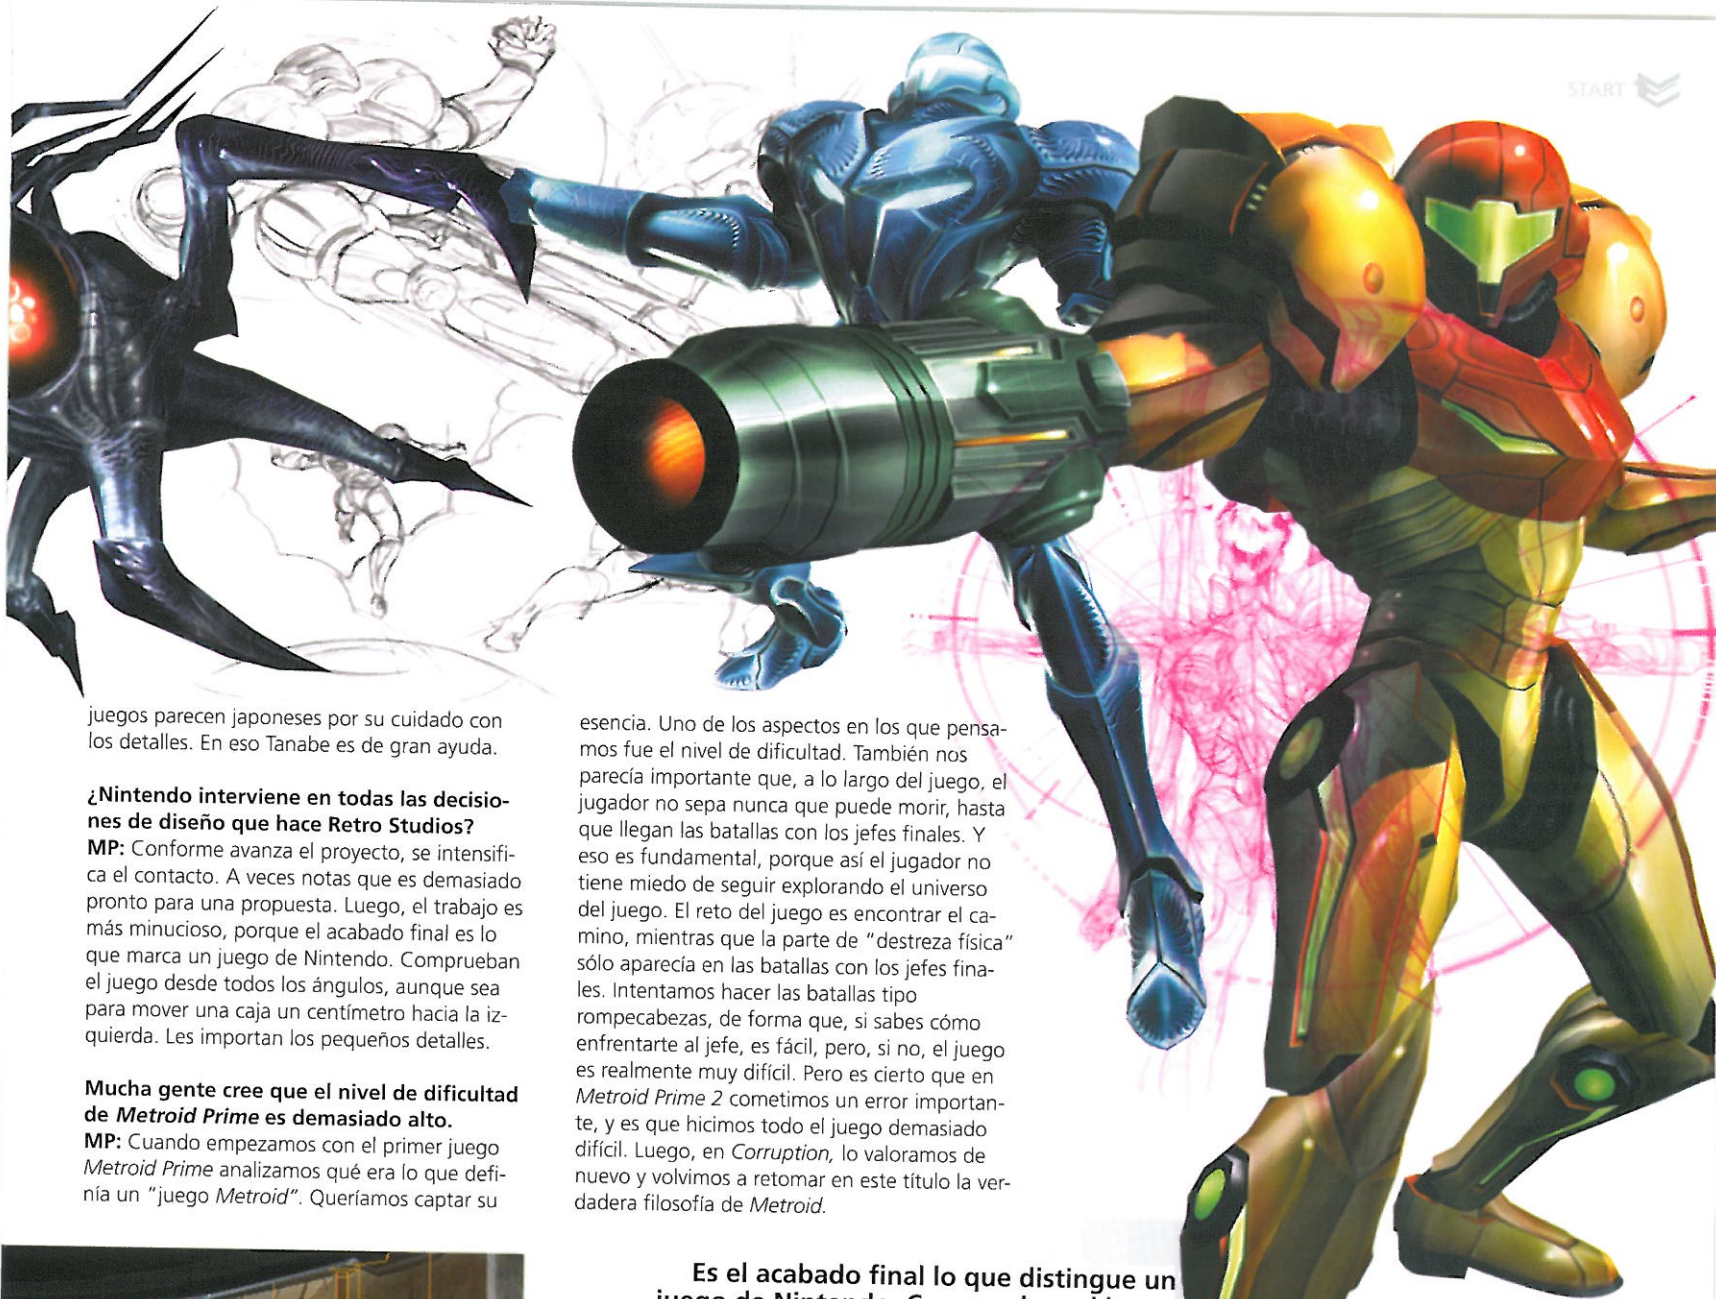 START
juegos parecen japoneses por su cuidado con
los detalles. En eso Tanabe es de gran ayuda.
¿Nintendo interviene en todas las decisio-
nes de diseño que hace Retro Studios?
MP: Conforme avanza el proyecto, se intensifi-
ca el contacto. A veces notas que es demasiado
pronto para una propuesta. Luego, el trabajo es
más minucioso, porque el acabado final es lo
que marca un juego de Nintendo. Comprueban
el juego desde todos los ángulos, aunque sea
para mover una caja un centímetro hacia la iz-
quierda. Les importan los pequeños detalles.
Mucha gente cree que el nivel de dificultad
de Metroid Prime es demasiado alto.
MP: Cuando empezamos con el primer juego
Metroid Prime analizamos qué era lo que defi-
nía un "juego Metroid". Queríamos captar su
esencia. Uno de los aspectos en los que pensa-
mos fue el nivel de dificultad. También nos
parecía importante que, a lo largo del juego, el
jugador no sepa nunca que puede morir, hasta
que llegan las batallas con los jefes finales. Y
eso es fundamental, porque así el jugador no
tiene miedo de seguir explorando el universo
del juego. El reto del juego es encontrar el ca-
mino, mientras que la parte de "destreza física"
sólo aparecía en las batallas con los jefes fina-
les. Intentamos hacer las batallas tipo
rompecabezas, de forma que, si sabes cómo
enfrentarte al jefe, es fácil, pero, si no, el juego
es realmente muy difícil. Pero es cierto que en
Metroid Prime 2 cometimos un error importan-
te, y es que hicimos todo el juego demasiado
difícil. Luego, en Corruption, lo valoramos de
nuevo y volvimos a retomar en este título la ver-
dadera filosofía de Metroid.
Es el acabado final lo que distingue un
juego de Nintendo.